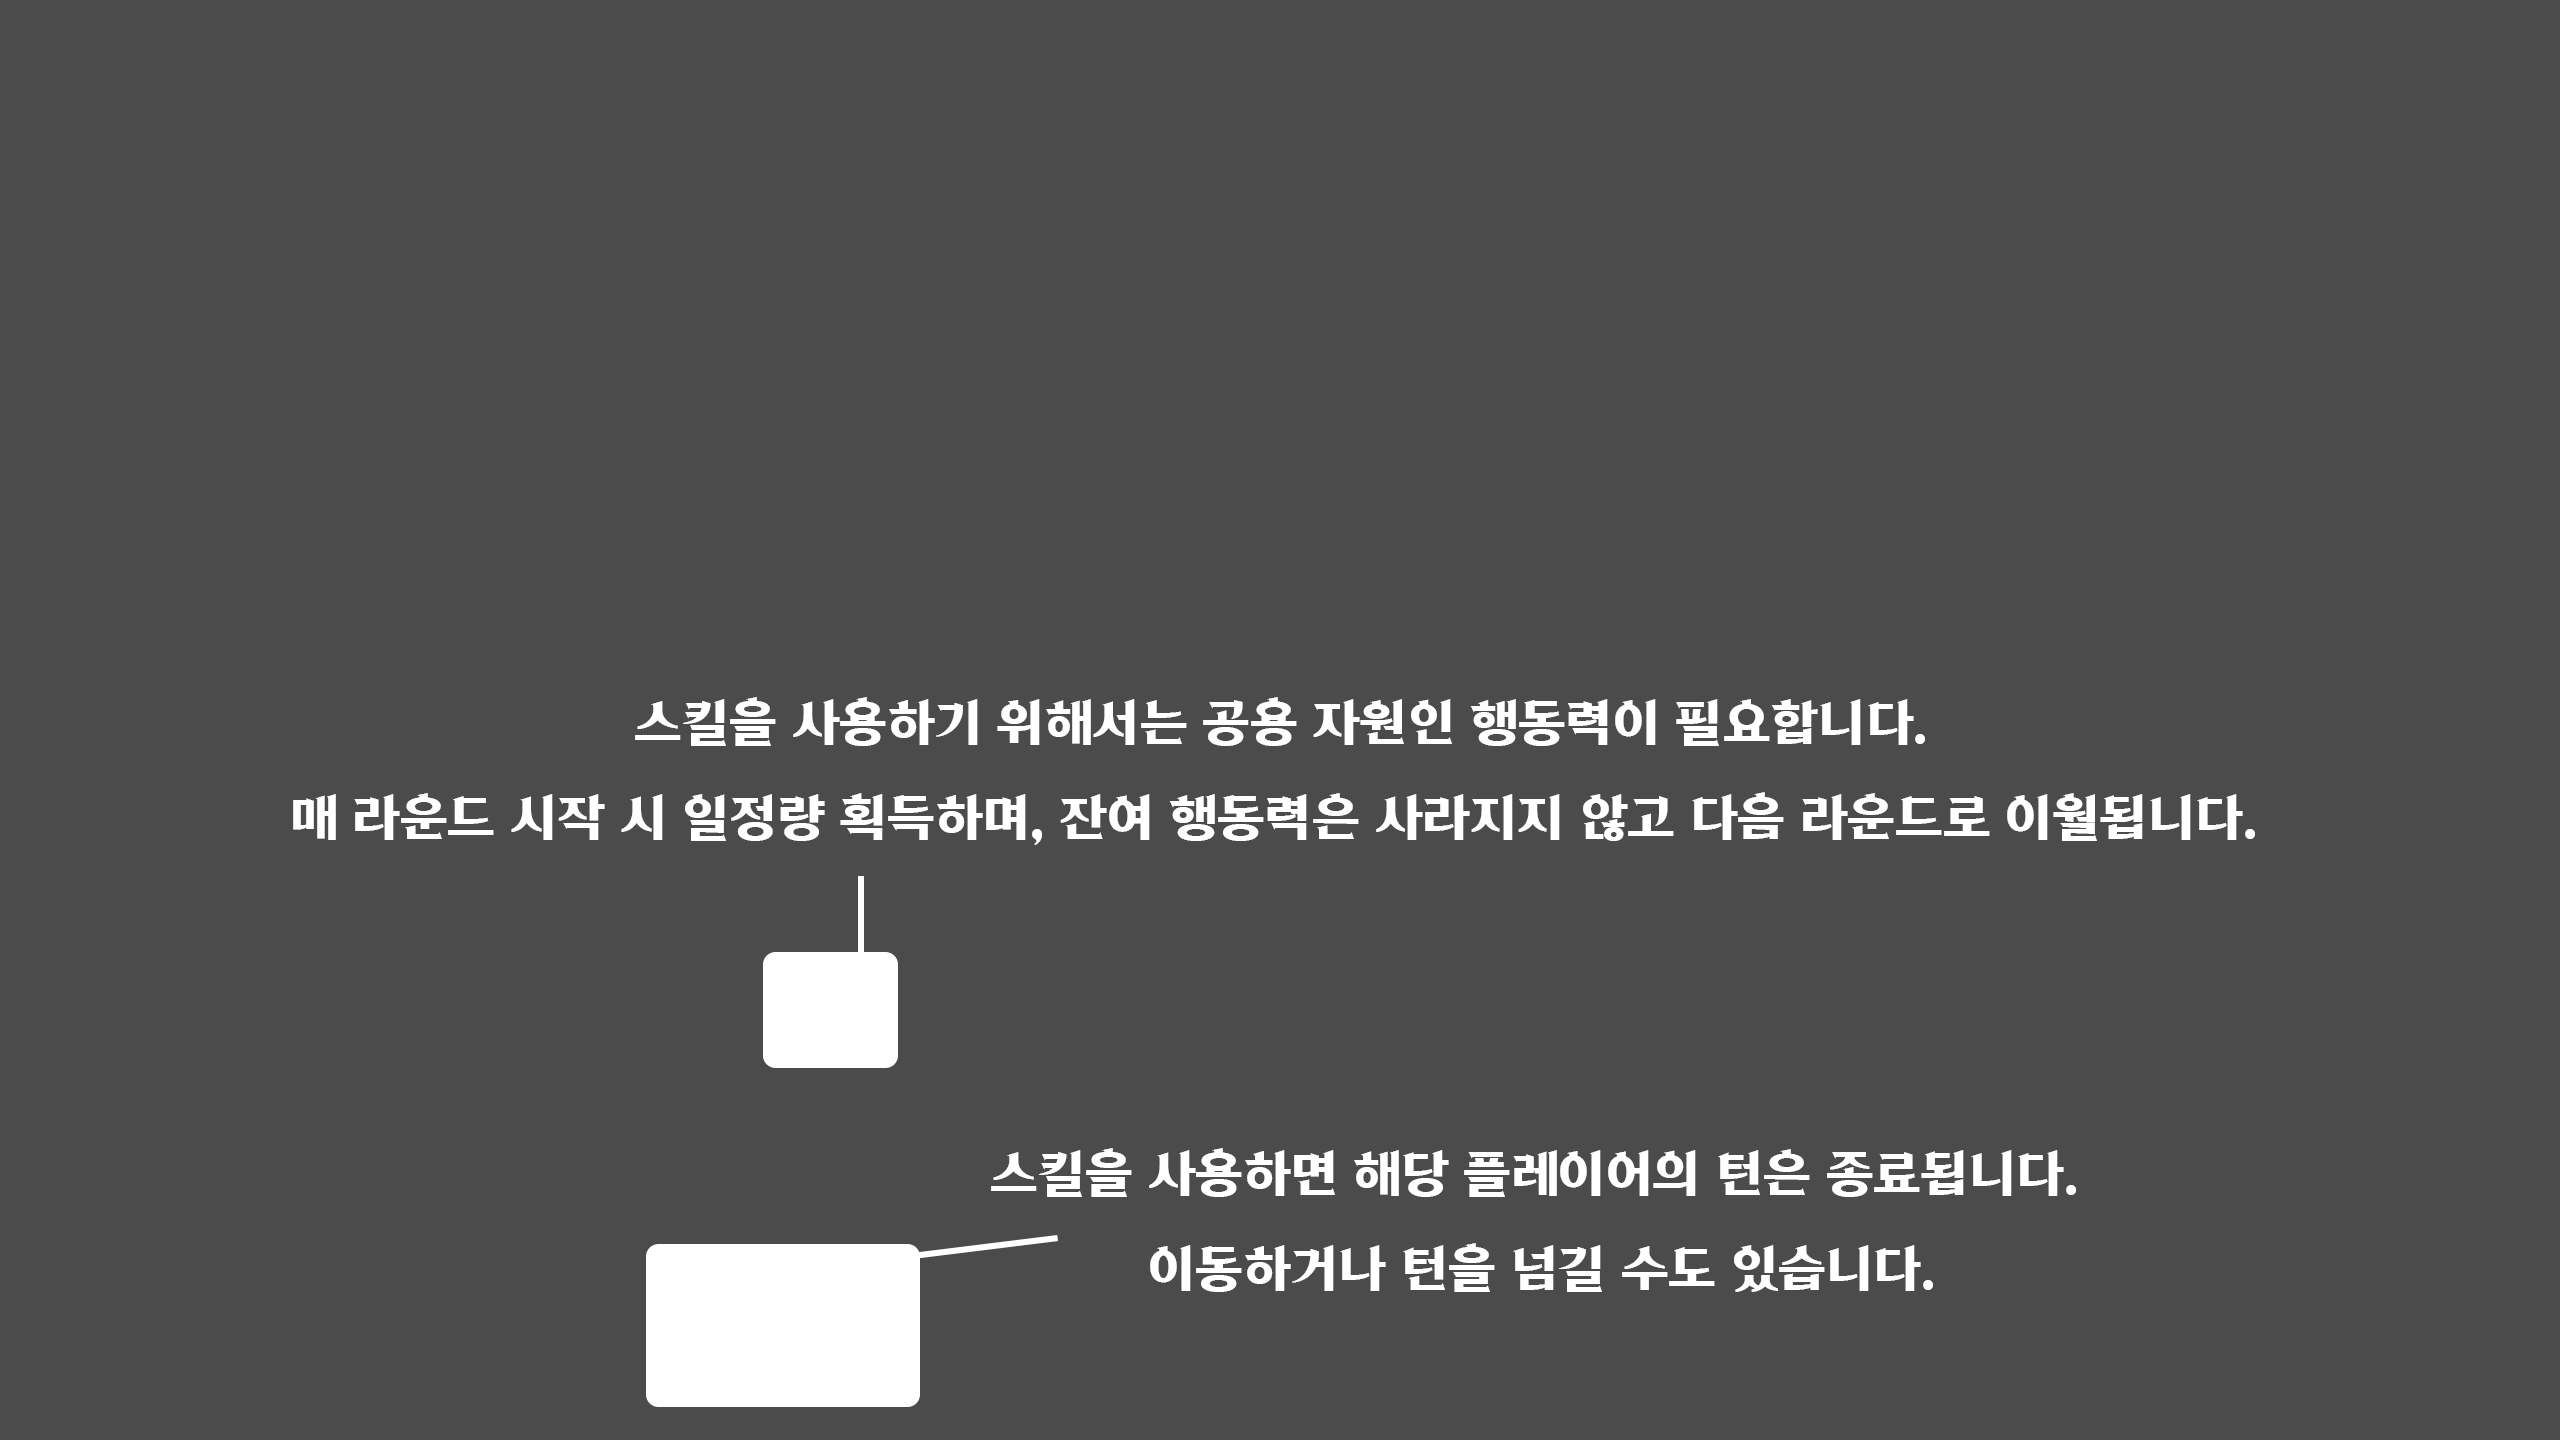 스킬을 사용하기 위해서는 공용 자원인 행동력이 필요합니다.
매 라운드 시작 시 일정량 획득하며, 잔여 행동력은 사라지지 않고 다음 라운드로 이월됩니다.
스킬을 사용하면 해당 플레이어의 턴은 종료됩니다.
이동하거나 턴을 넘길 수도 있습니다.